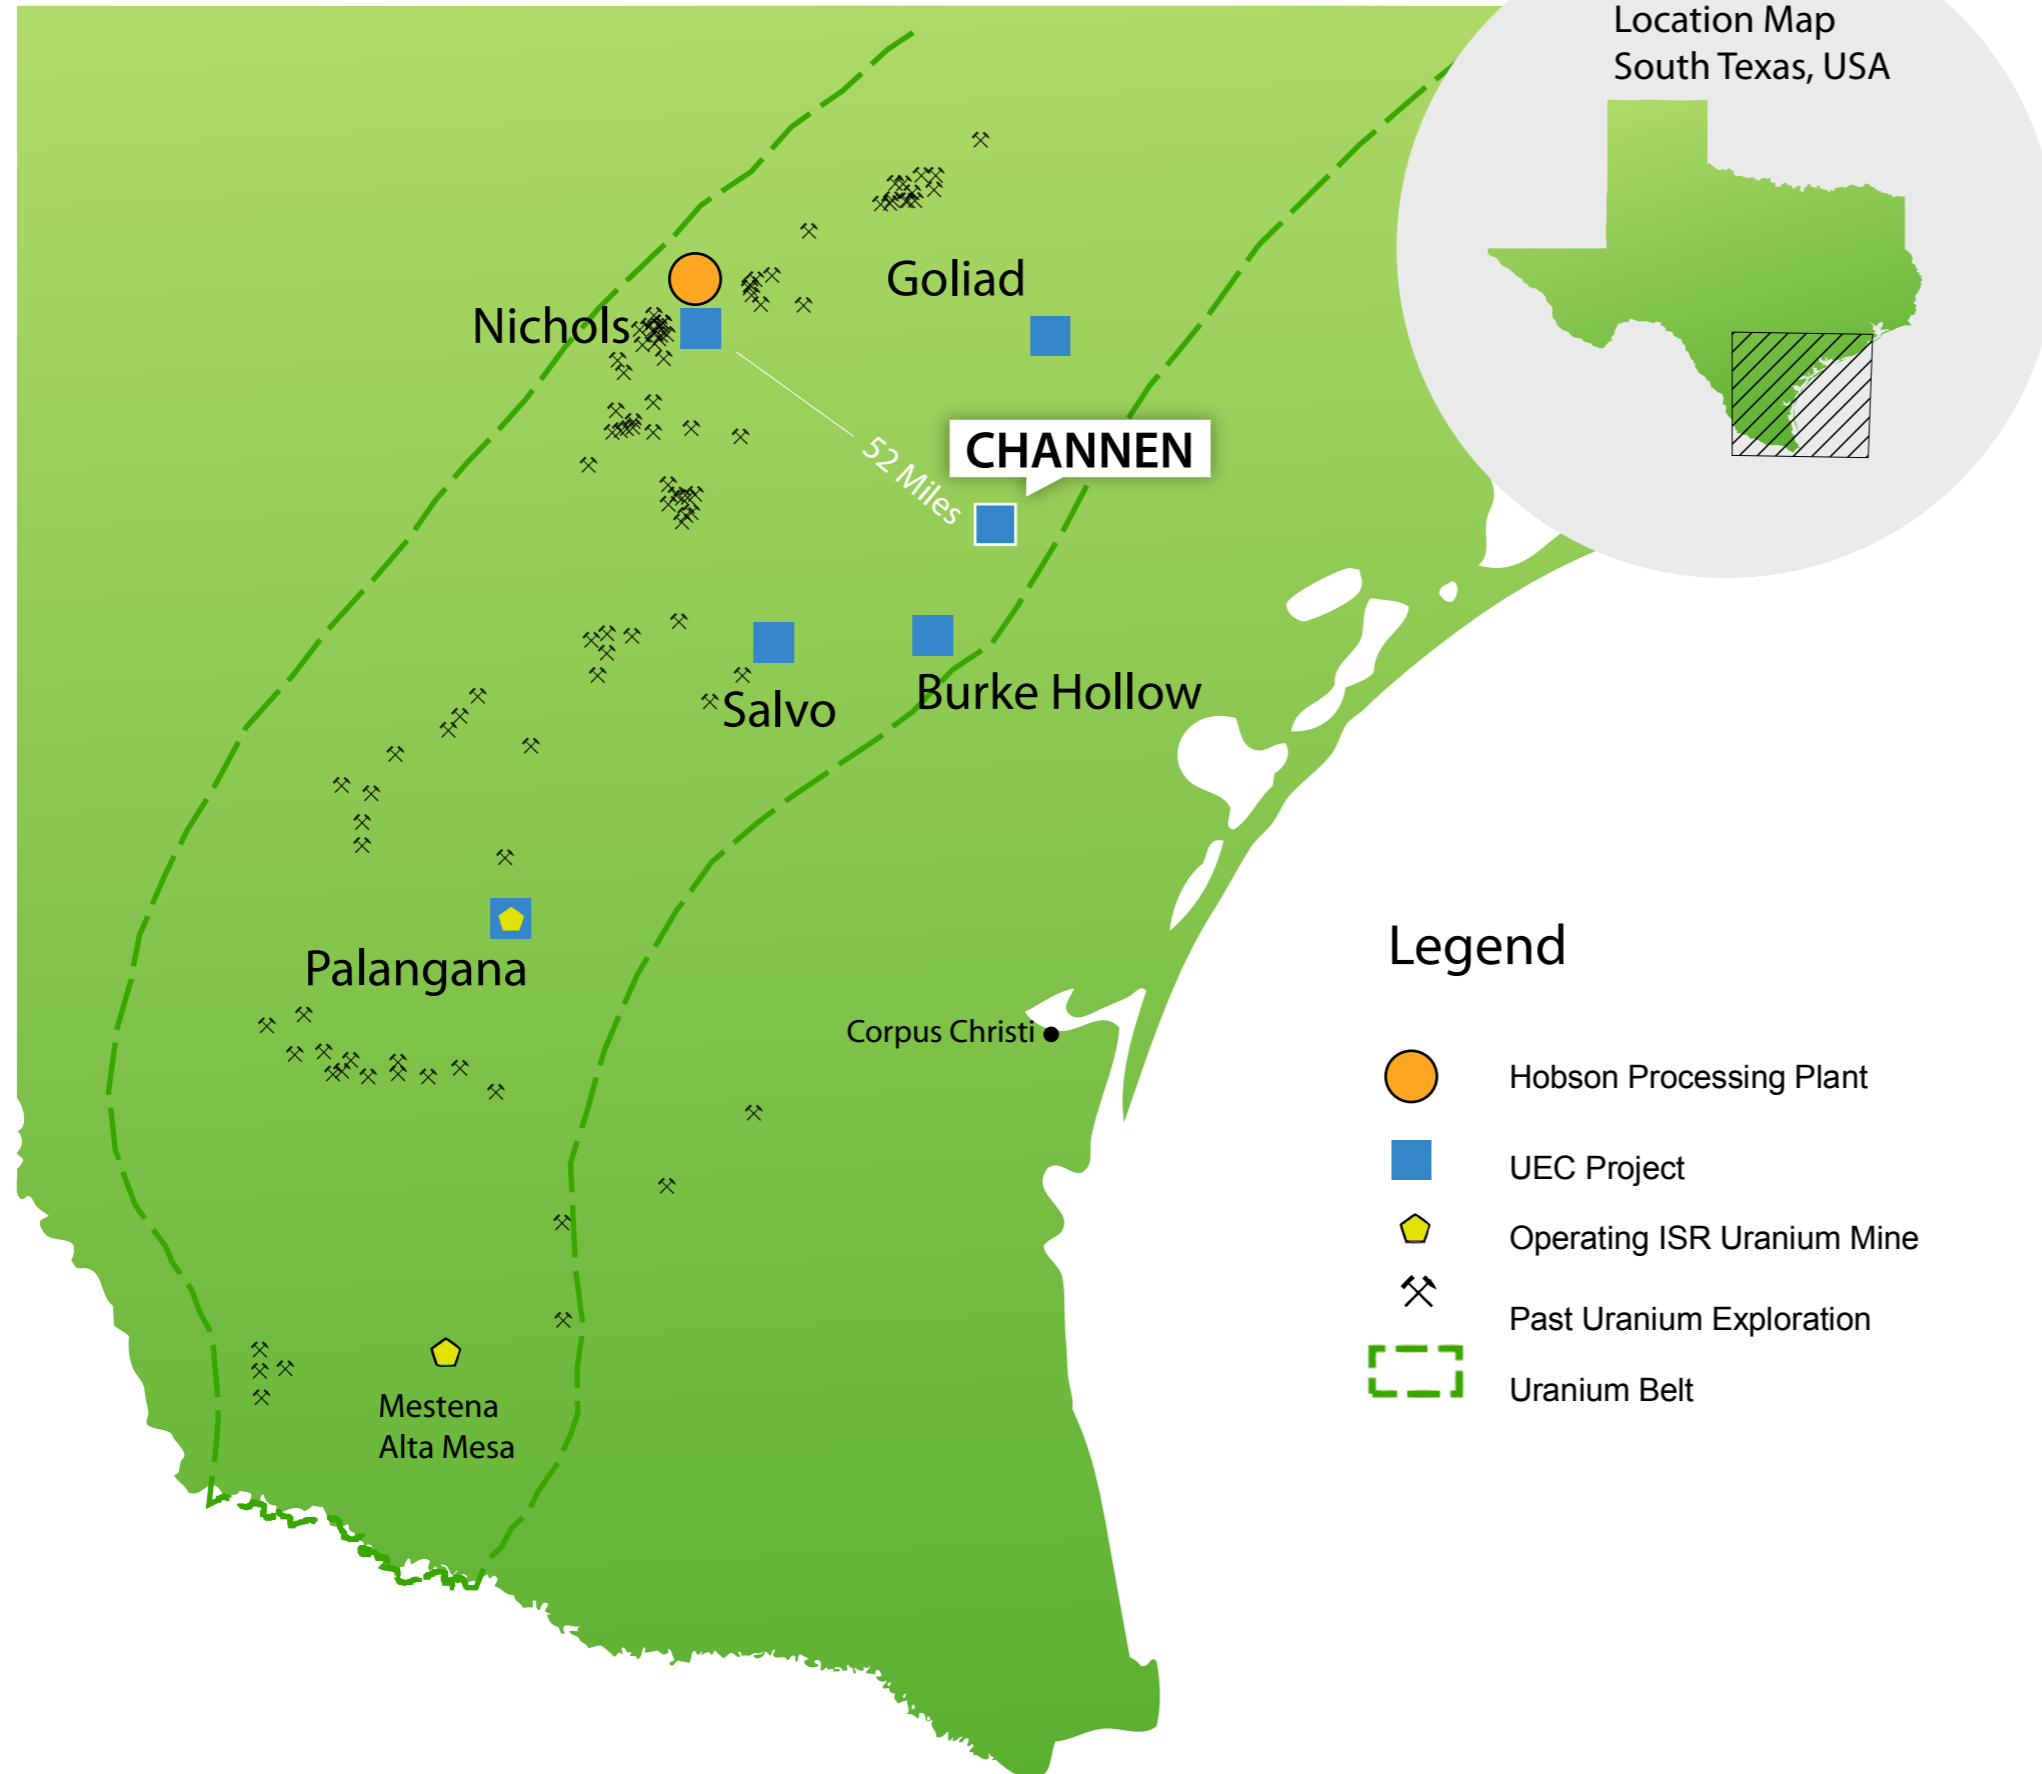 Location Map
South Texas, USA
Goliad
Nichols
CHANNEN
52 Miles
Burke Hollow
Salvo
Palangana
Corpus Christi
Mestena
Alta Mesa
Legend
Hobson Processing Plant
UEC Project
Operating ISR Uranium Mine
Past Uranium Exploration
Uranium Belt